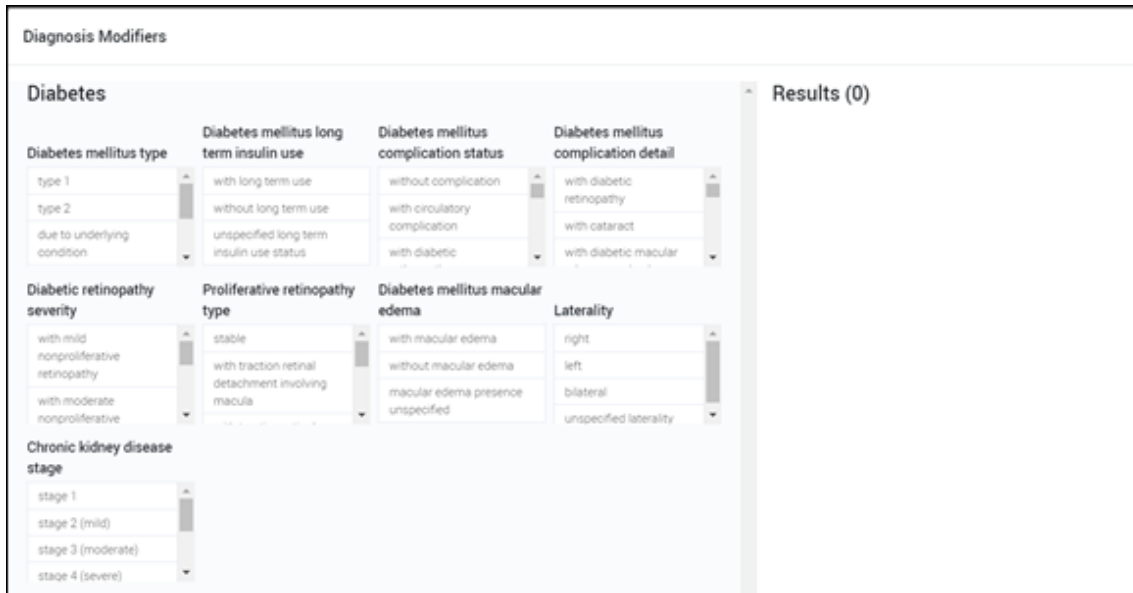 Diagnosis Modifiers
Diabetes
Results (0)
Diabetes mellitus type
type 1
type 2
due to underlying
condition
Diabetes mellitus long
term insulin use
with long term use
without long term use
unspecified long term
insulin use status
Diabetes mellitus
complication status
without complication
with circulatory
complication
with diabetic
Diabetes mellitus
complication detail
with diabetic
retinopathy
with cataract
with diabetic macular
Diabetic retinopathy
severity
with mild
nonproliferative
retinopathy
with moderate
nonproliferative
Proliferative retinopathy
type
stable
with traction retinal
detachment involving
macula
Diabetes mellitus macular
edema
with macular edema
without macular edema
macular edema presence
unspecified
Laterality
right
left
bilateral
unspecified laterality
Chronic kidney disease
stage
stage 1
stage 2 (mild)
stage 3 (moderate)
stage 4 (severe)